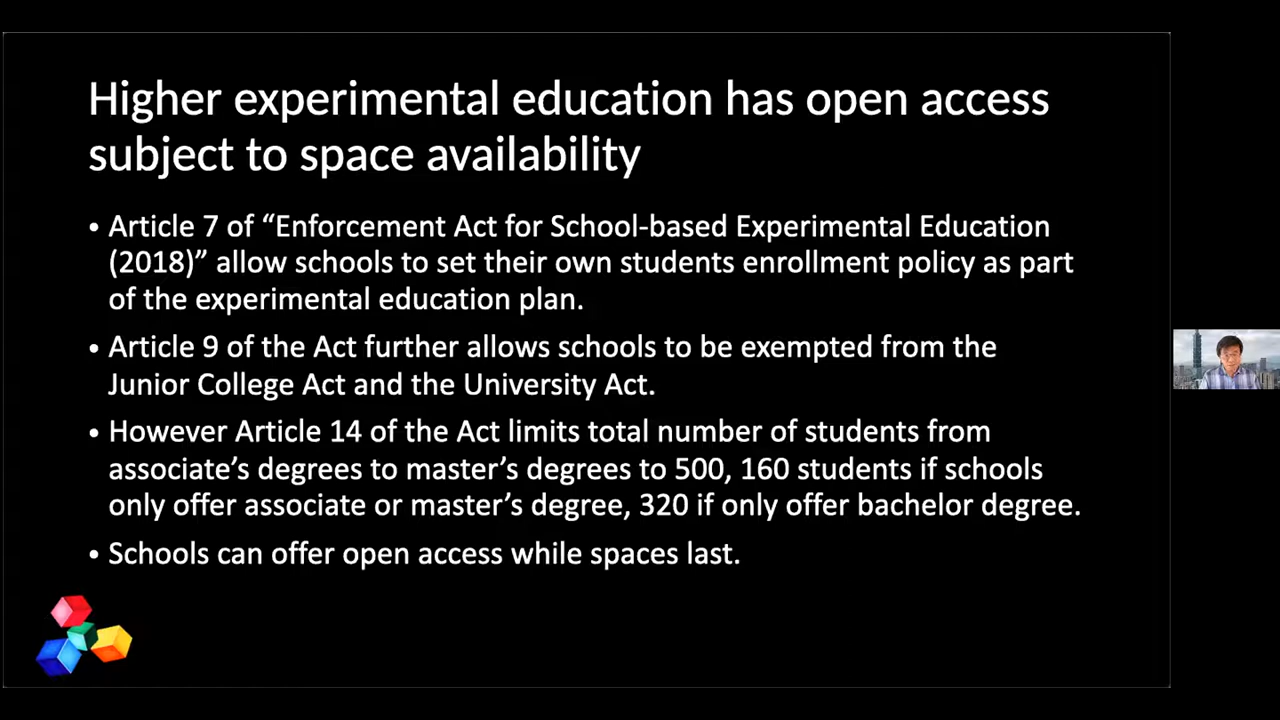 Higher experimental education has open access
subject to space availability
• Article 7 of “Enforcement Act for School-based Experimental Education
(2018)” allow schools to set their own students enrollment policy as part
of the experimental education plan.
• Article 9 of the Act further allows schools to be exempted from the
Junior College Act and the University Act.
• However Article 14 of the Act limits total number of students from
associate’s degrees to master’s degrees to 500, 160 students if schools
only offer associate or master’s degree, 320 if only offer bachelor degree.
• Schools can offer open access while spaces last.